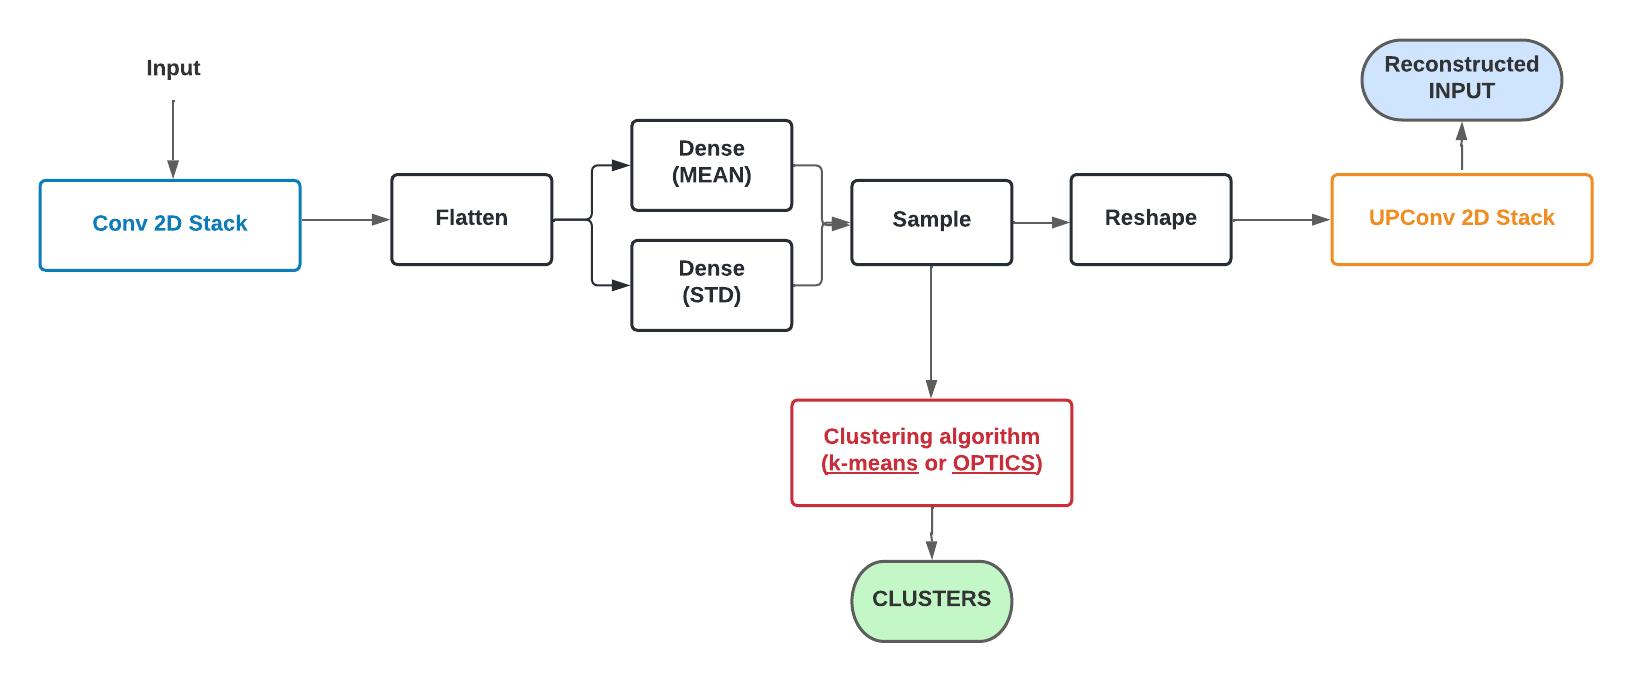 Input
Conv 2D Stack
Flatten
Dense
(MEAN)
Dense
(STD)
Sample
Reshape
UPConv 2D Stack
Reconstructed
INPUT
Clustering algorithm
(k-means or OPTICS)
CLUSTERS